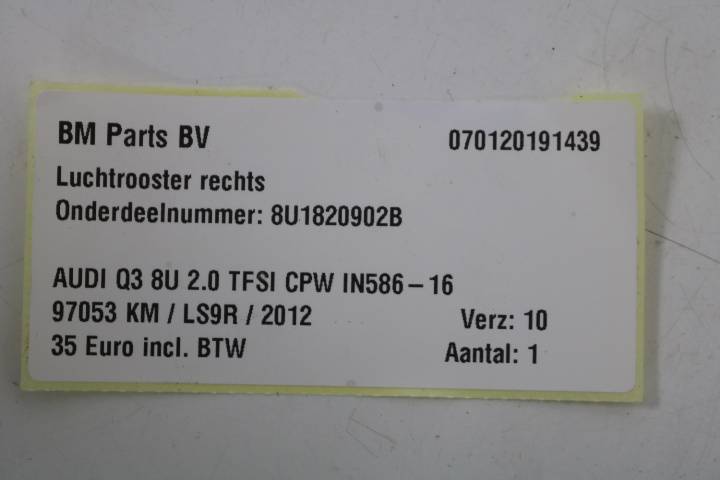 BM Parts BV 070120191439
Luchtrooster rechts
Onderdeelnummer: 8U1820902B
AUDI Q3 8U 2.0 TFSI CPW IN586-16
97053 KM / LS9R / 2012 Verz: 10
35 Euro incl. BTW Aantal: 1